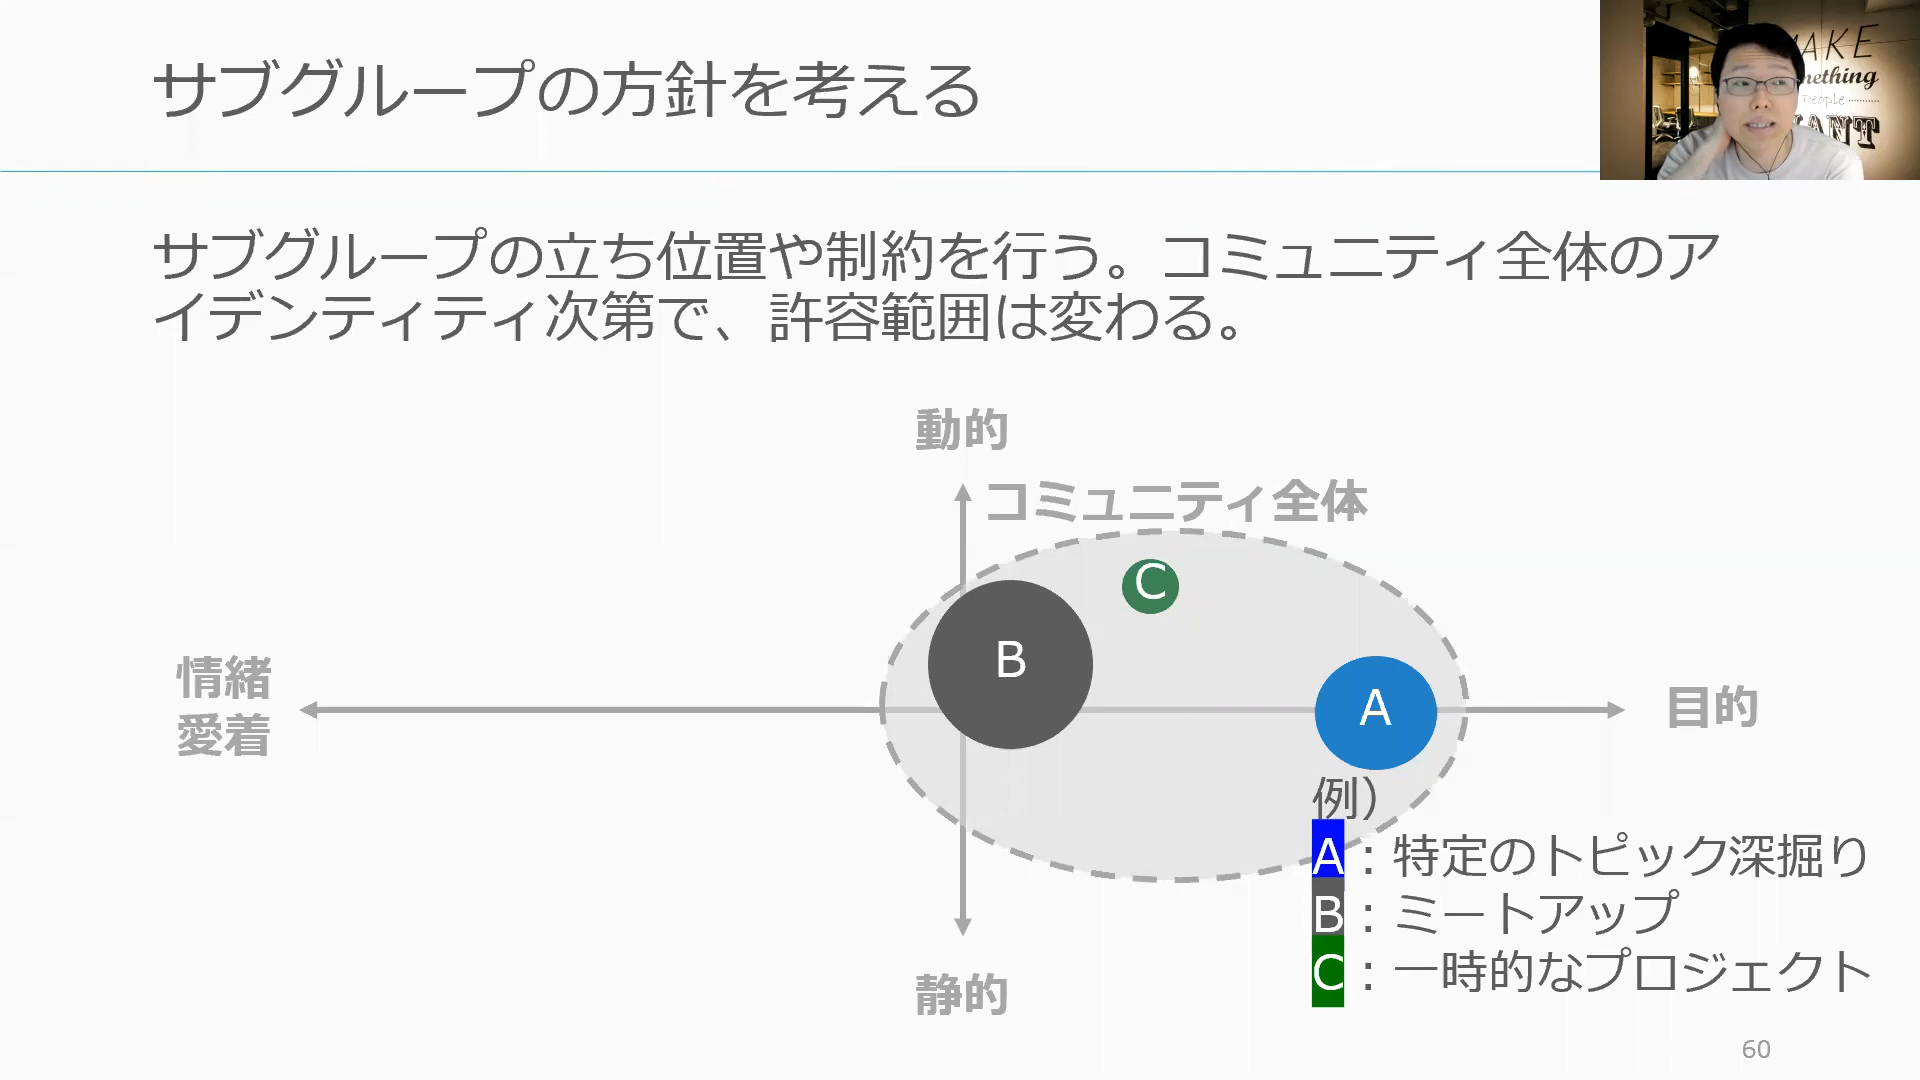 サブグループの方針を考える
AKE
nething
People
ANT
サブグループの立ち位置や制約を行う。コミュニティ全体のア
イデンティティ次第で、許容範囲は変わる。
動的
コミュニティ全体
C
B
A
情緒
愛着
目的
例）
A：特定のトピック深掘り
B：ミートアップ
C：一時的なプロジェクト
静的
60